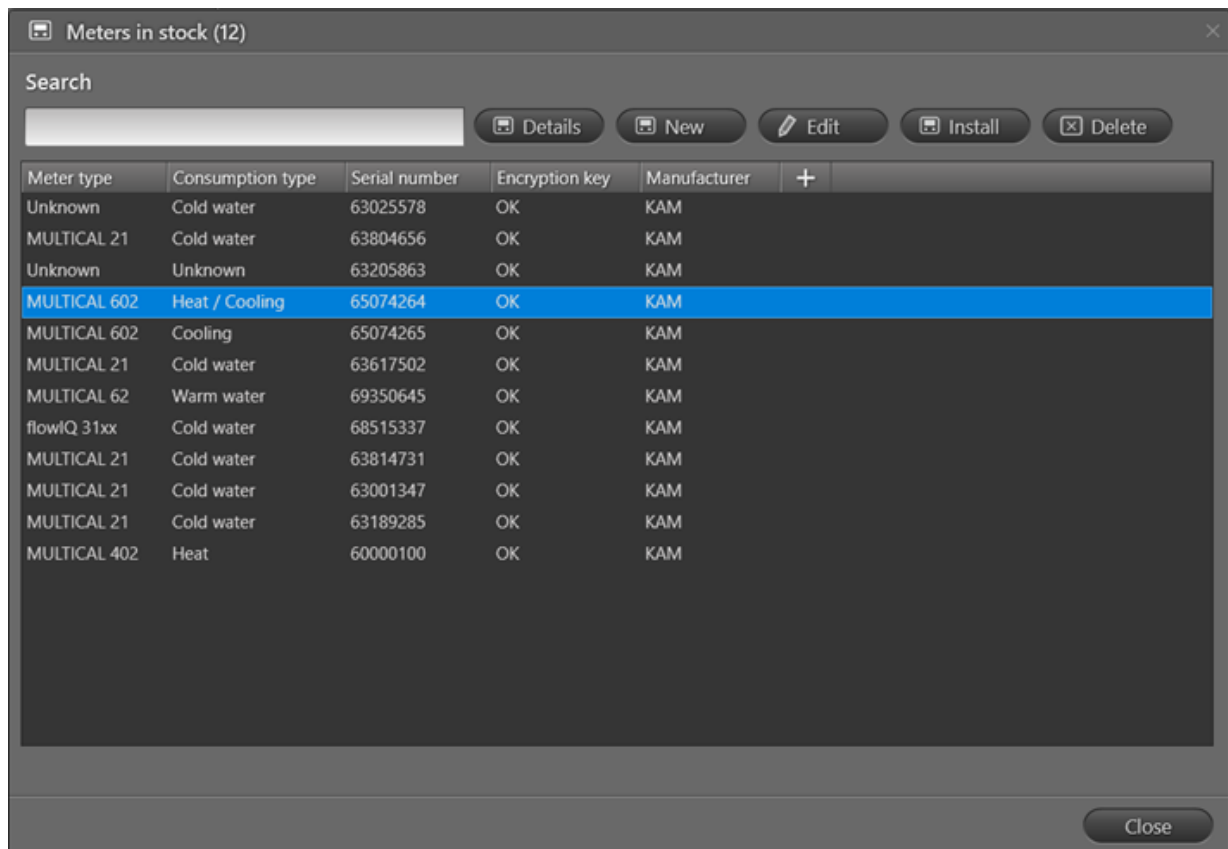 Meters in stock (12)
Search
Details New Edit Install Delete
Meter type Consumption type Serial number Encryption key Manufacturer +
Unknown Cold water 63025578 OK KAM
MULTICAL 21 Cold water 63804656 OK KAM
Unknown Unknown 63205863 OK KAM
MULTICAL 602 Heat / Cooling 65074264 OK KAM
MULTICAL 602 Cooling 65074265 OK KAM
MULTICAL 21 Cold water 63617502 OK KAM
MULTICAL 62 Warm water 69350645 OK KAM
flowIQ 31xx Cold water 68515337 OK KAM
MULTICAL 21 Cold water 63814731 OK KAM
MULTICAL 21 Cold water 63001347 OK KAM
MULTICAL 21 Cold water 63189285 OK KAM
MULTICAL 402 Heat 60000100 OK KAM
Close